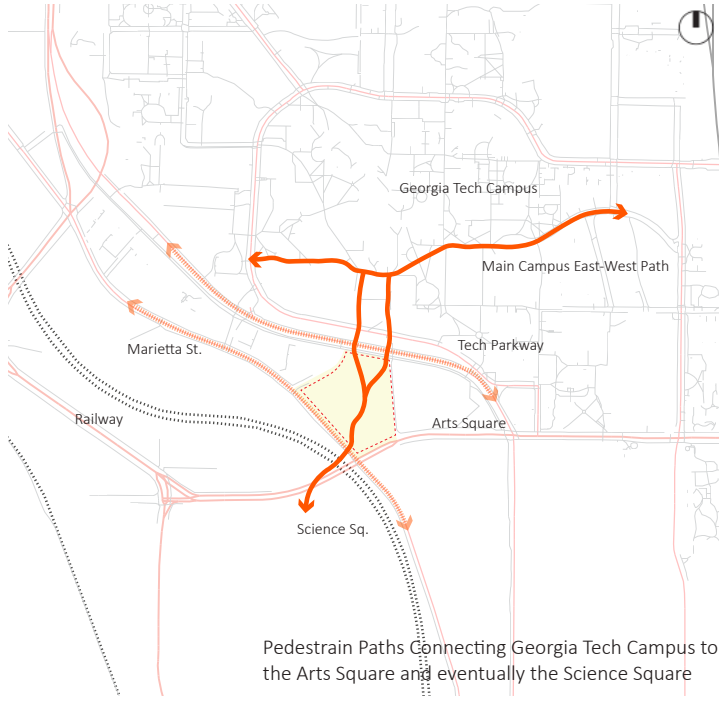 Georgia Tech Campus
Main Campus East-West Path
Tech Parkway
Marietta St.
Railway
Arts Square
Science Sq.
Pedestrain Paths Connecting Georgia Tech Campus to
the Arts Square and eventually the Science Square